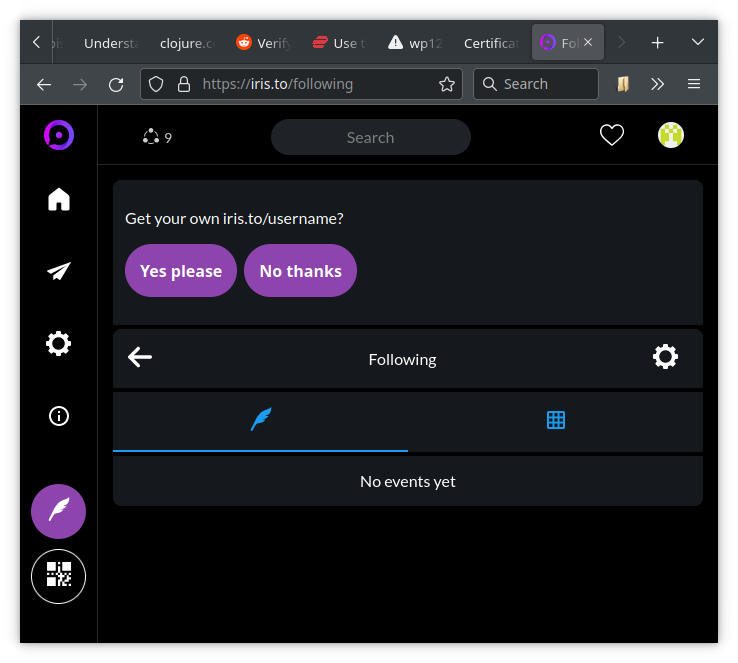 Understa
clojure.c
Verify
Use t
wp12
Certificat
Fol
https://iris.to/following
Search
9
Search
Get your own iris.to/username?
Yes please
No thanks
Following
No events yet